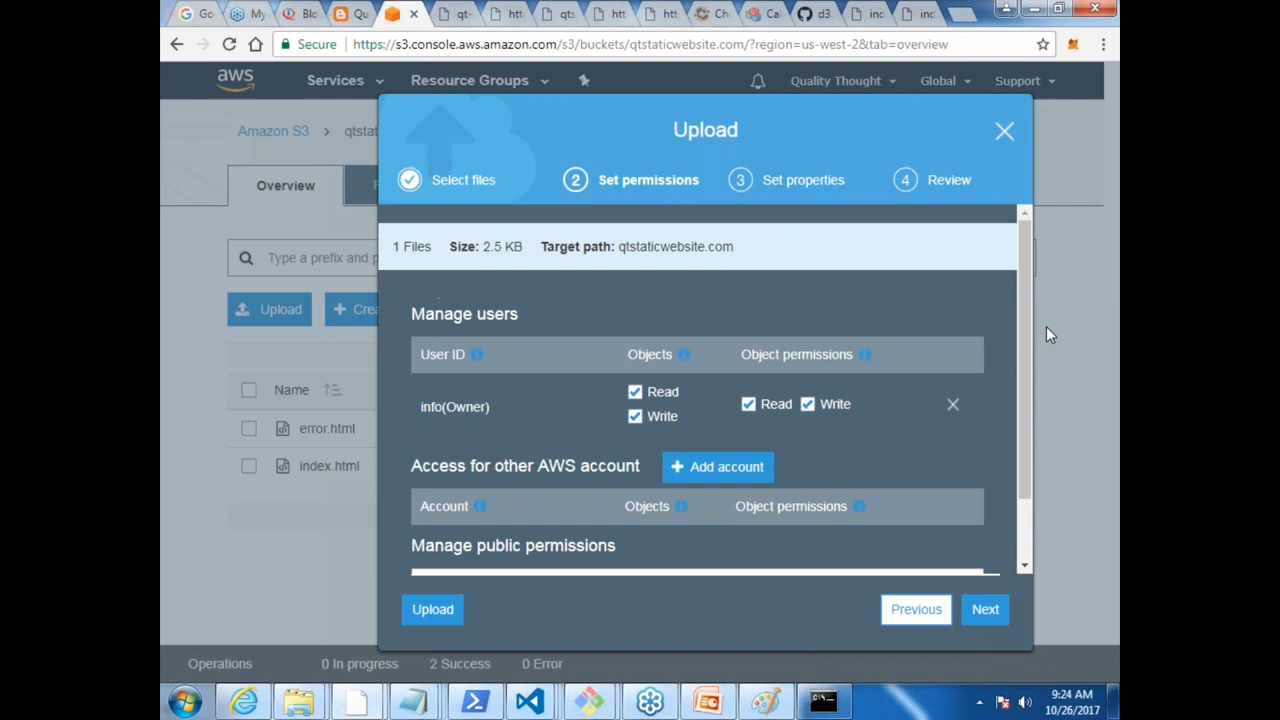 Go
My
Blo
Qu
qt-
htt
qts
htt
htt
Ch
Ca
d3
ind
ind
Secure
https://s3.console.aws.amazon.com/s3/buckets/qtstaticwebsite.com/?region=us-west-2&tab=overview
aws
Services
Resource Groups
Quality Thought
Global
Support
Amazon S3 > qtstat
Upload
Select files
2 Set permissions
3 Set properties
4 Review
Overview
1 Files Size: 2.5 KB Target path: qtstaticwebsite.com
Type a prefix and p
Upload
+ Crea
Manage users
User ID Objects Object permissions
Name
info(Owner)
Read
Write
Read Write
error.html
index.html
Access for other AWS account
+ Add account
Account Objects Object permissions
Manage public permissions
Upload
Previous
Next
Operations 0 In progress 2 Success 0 Error
9:24 AM
10/26/2017